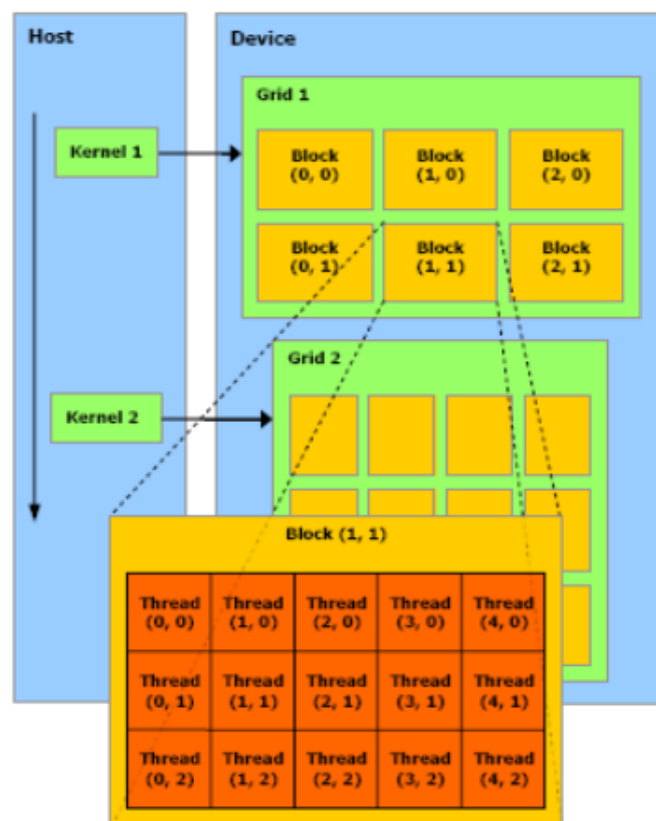 Host
Device
Grid 1
Kernel 1
Block
(0, 0)
Block
(1, 0)
Block
(2, 0)
Block
(0, 1)
Block
(1, 1)
Block
(2, 1)
Grid 2
Kernel 2
Block (1, 1)
Thread
(0, 0)
Thread
(1, 0)
Thread
(2, 0)
Thread
(3, 0)
Thread
(4, 0)
Thread
(0, 1)
Thread
(1, 1)
Thread
(2, 1)
Thread
(3, 1)
Thread
(4, 1)
Thread
(0, 2)
Thread
(1, 2)
Thread
(2, 2)
Thread
(3, 2)
Thread
(4, 2)